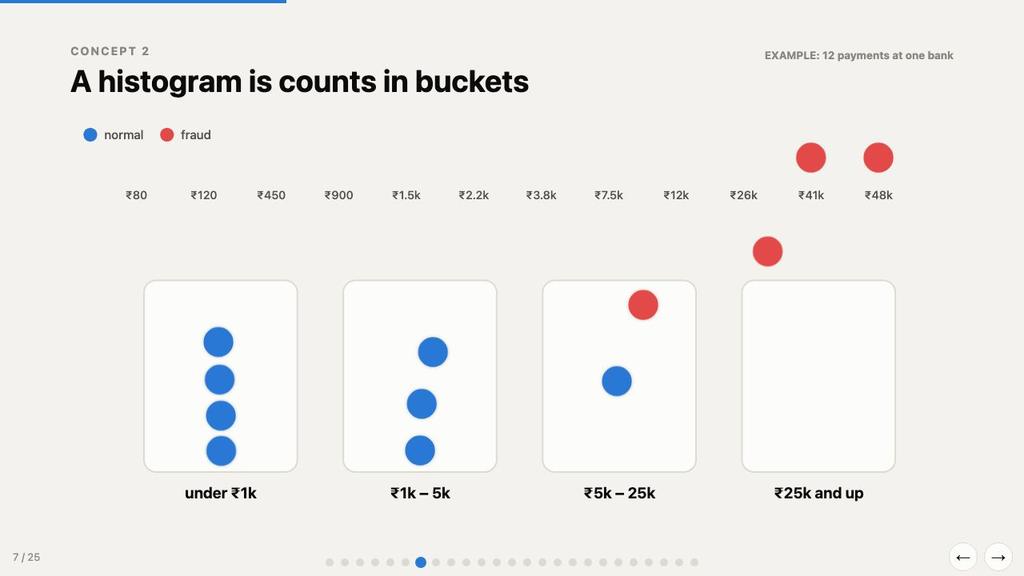 CONCEPT 2
EXAMPLE: 12 payments at one bank
A histogram is counts in buckets
normal fraud
₹80 ₹120 ₹450 ₹900 ₹1.5k ₹2.2k ₹3.8k ₹7.5k ₹12k ₹26k ₹41k ₹48k
under ₹1k ₹1k – 5k ₹5k – 25k ₹25k and up
7 / 25
← →